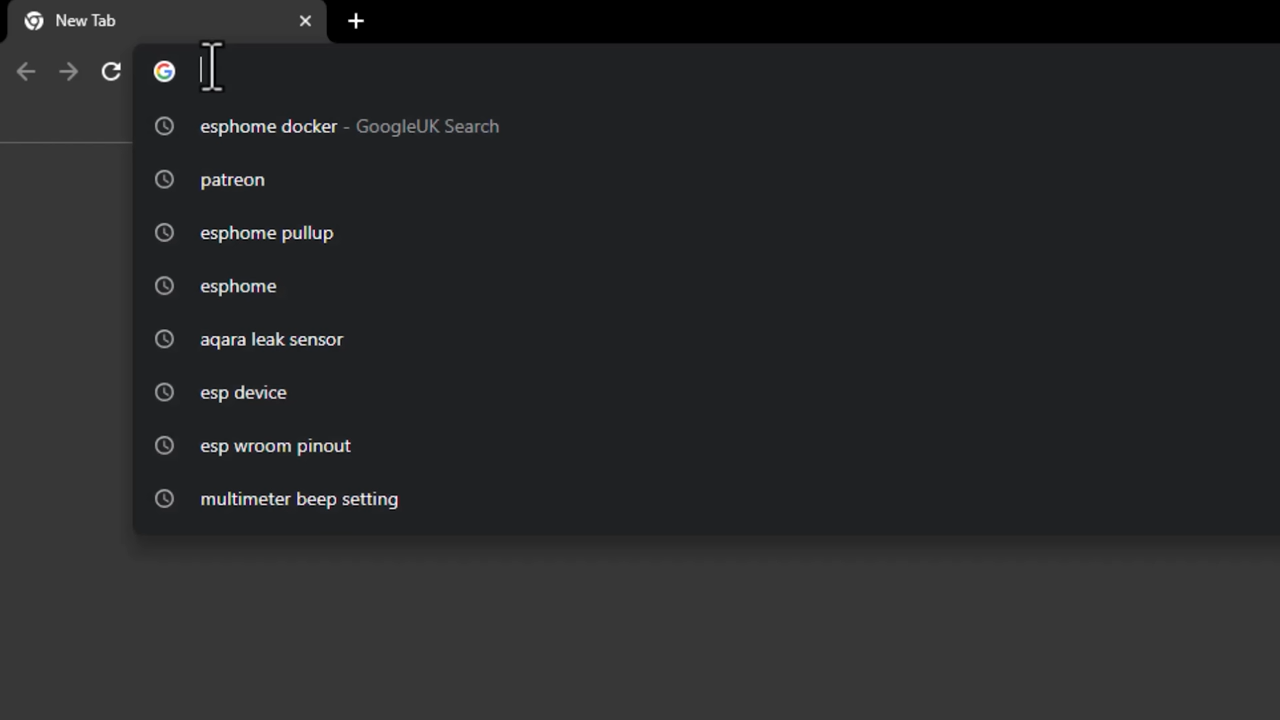 New Tab
esphome docker - GoogleUK Search
patreon
esphome pullup
esphome
aqara leak sensor
esp device
esp wroom pinout
multimeter beep setting